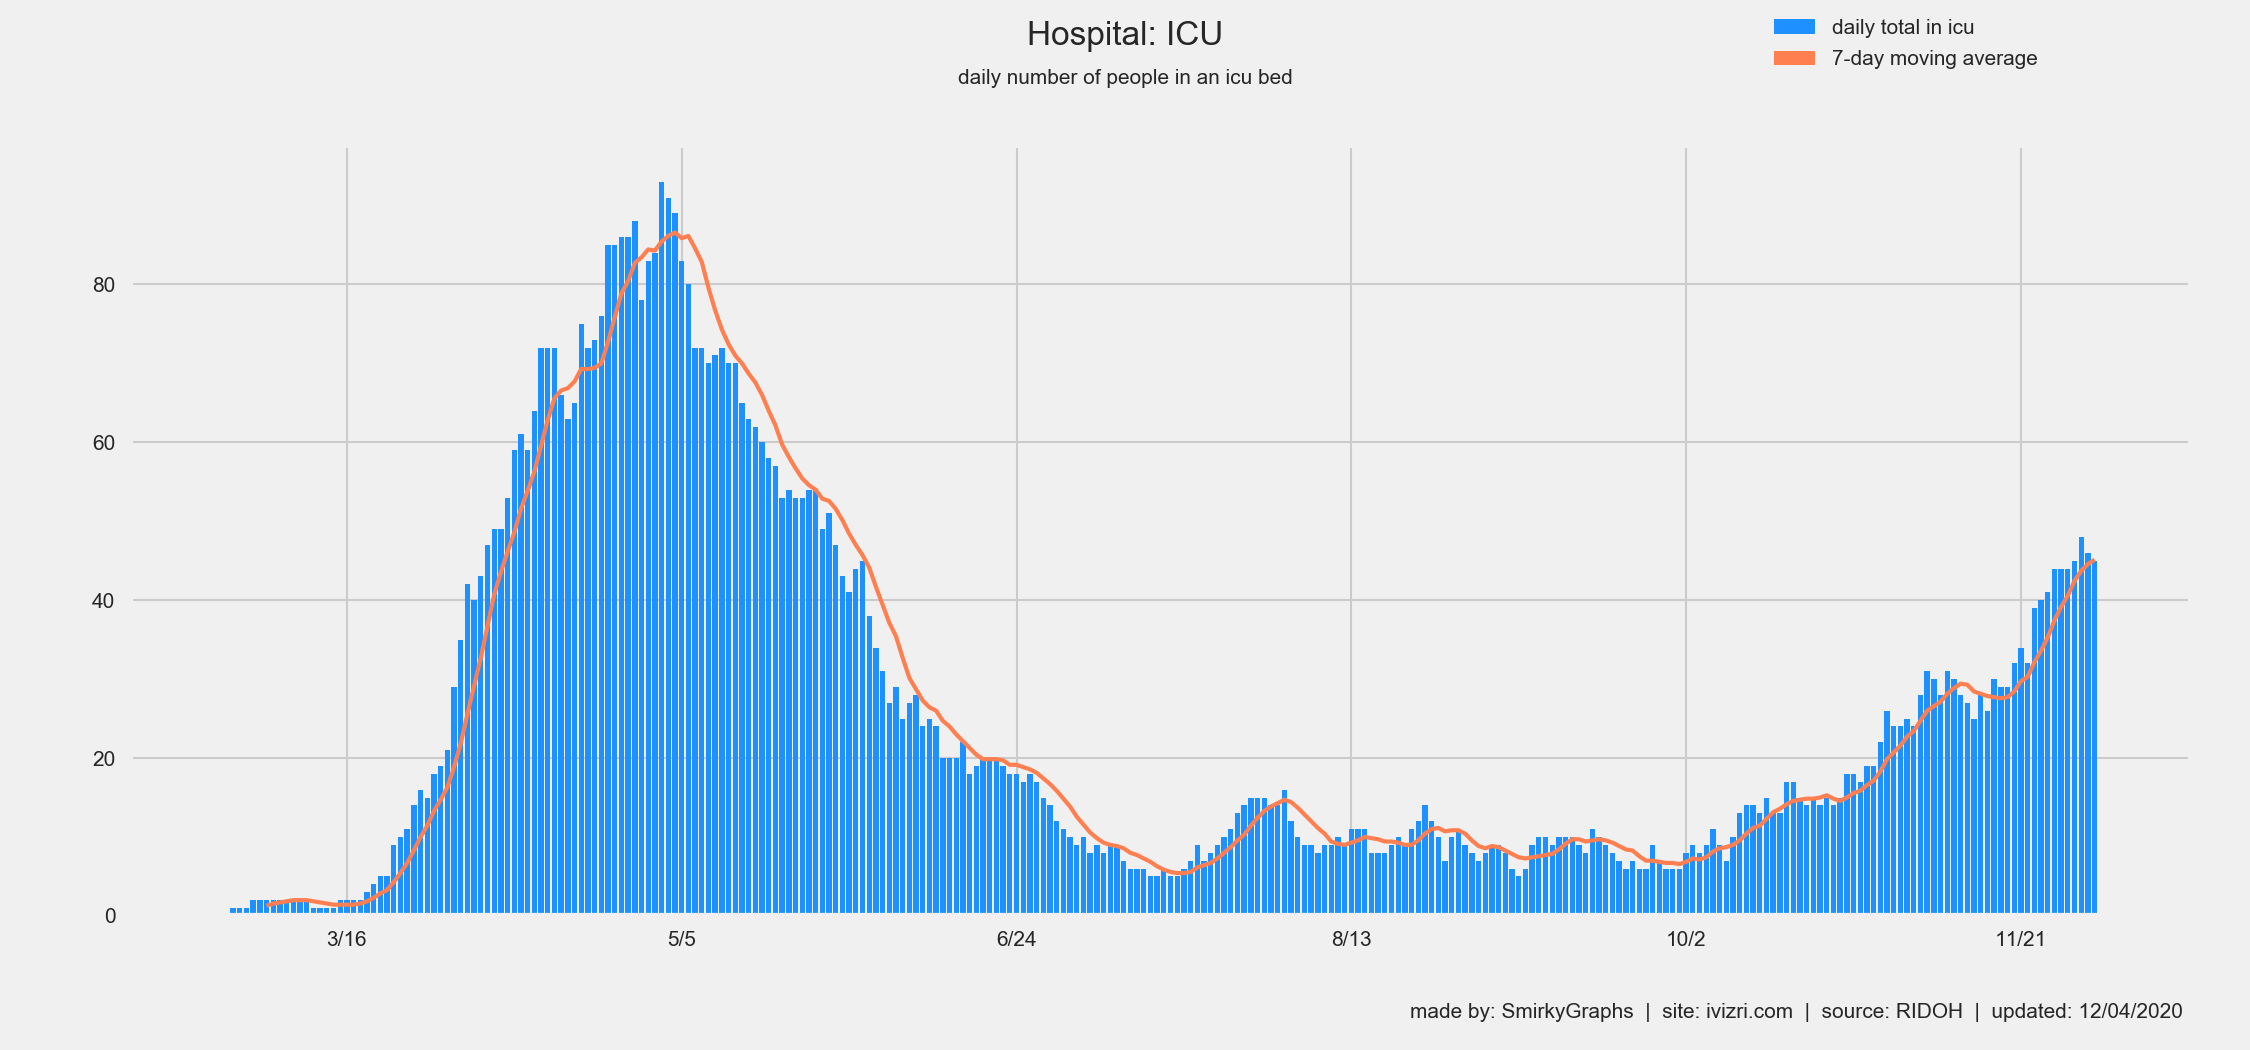 Hospital: ICU
daily number of people in an icu bed
daily total in icu
7-day moving average
80
60
40
20
0
3/16 5/5 6/24 8/13 10/2 11/21
made by: SmirkyGraphs | site: ivizri.com | source: RIDOH | updated: 12/04/2020